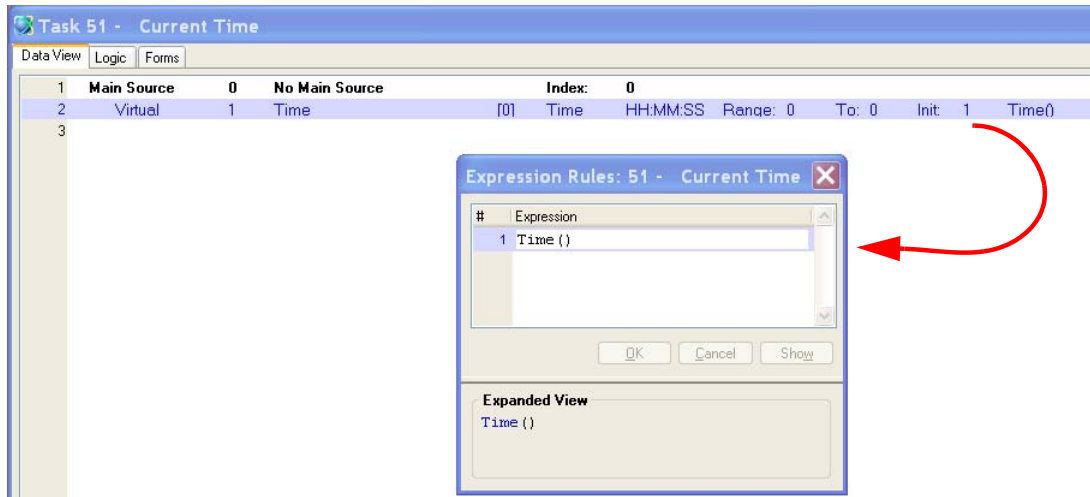 Task 51 - Current Time
Data View Logic Forms
1 Main Source 0 No Main Source Index: 0
2 Virtual 1 Time [0] Time HH:MM:SS Range: 0 To: 0 Init: 1 Time()
3
Expression Rules: 51 - Current Time
# Expression
1 Time ()
OK Cancel Show
Expanded View
Time ()